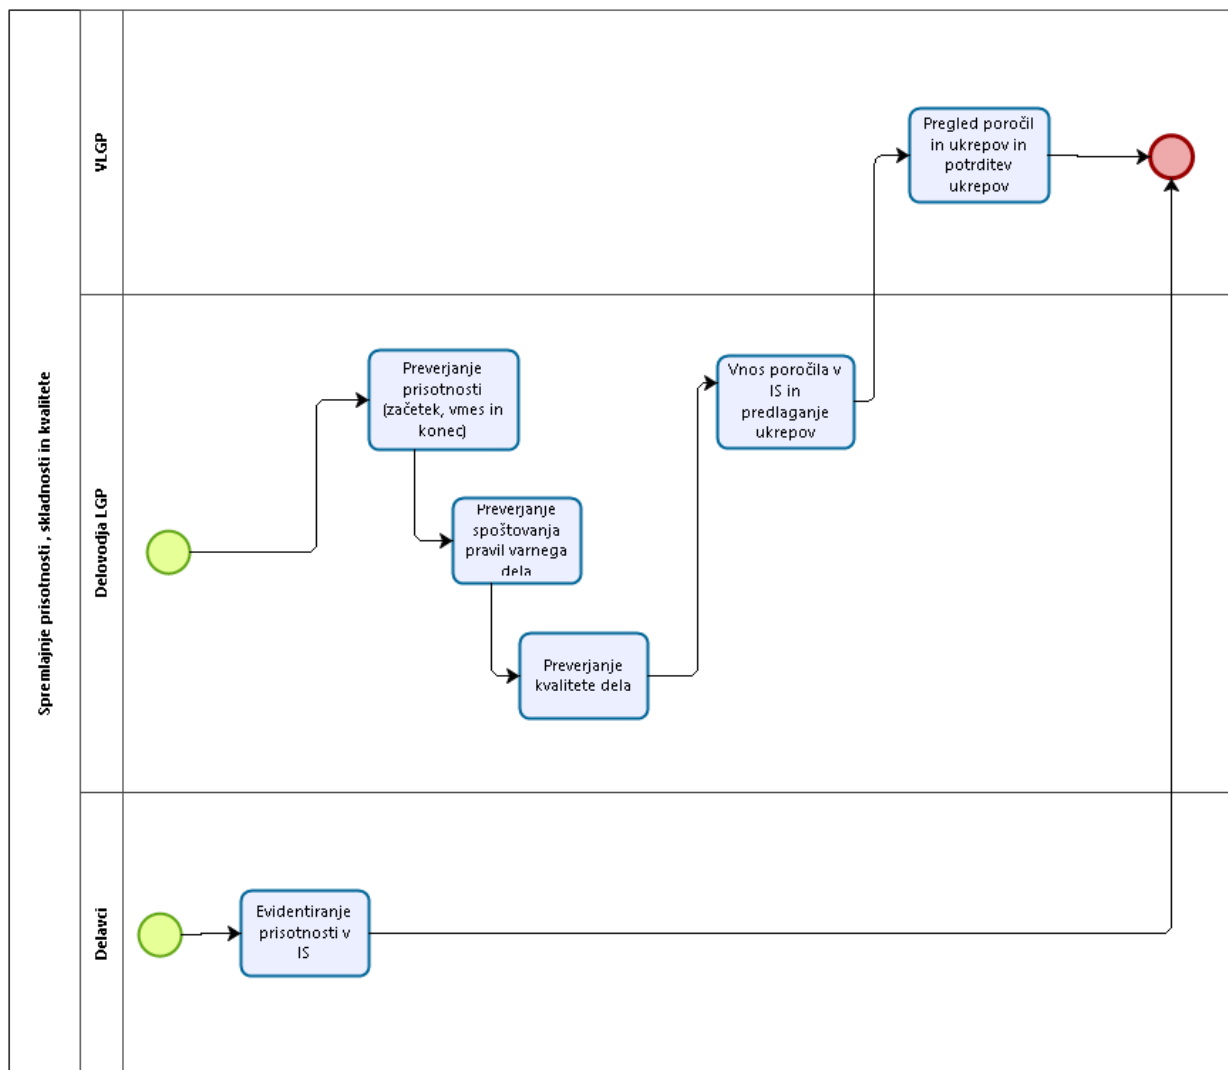 Spremlajnje prisotnosti , skladnosti in kvalitete
VLGP
Pregled poročil
in ukrepov in
potrditev
ukrepov
Delovodja LGP
Preverjanje
prisotnosti
(začetek, vmes in
konec)
Preverjanje
spoštovanja
pravil varnega
dela
Preverjanje
kvalitete dela
Vnos poročila v
IS in
predlaganje
ukrepov
Delavci
Evidentiranje
prisotnosti v
IS